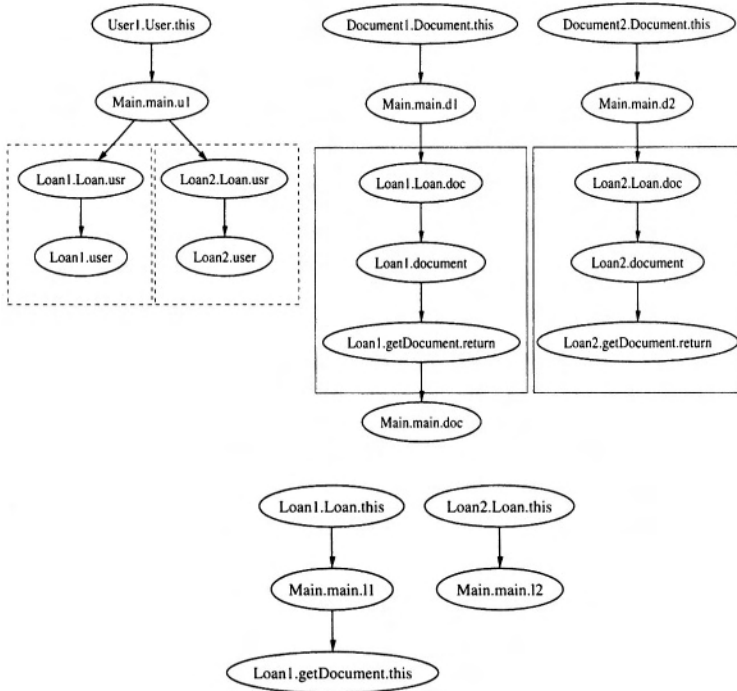 User1.User.this
Document1.Document.this
Document2.Document.this
Main.main.u1
Main.main.d1
Main.main.d2
Loan1.Loan.usr
Loan2.Loan.usr
Loan1.Loan.doc
Loan2.Loan.doc
Loan1.user
Loan2.user
Loan1.document
Loan2.document
Loan1.getDocument.return
Loan2.getDocument.return
Main.main.doc
Loan1.Loan.this
Loan2.Loan.this
Main.main.l1
Main.main.l2
Loan1.getDocument.this